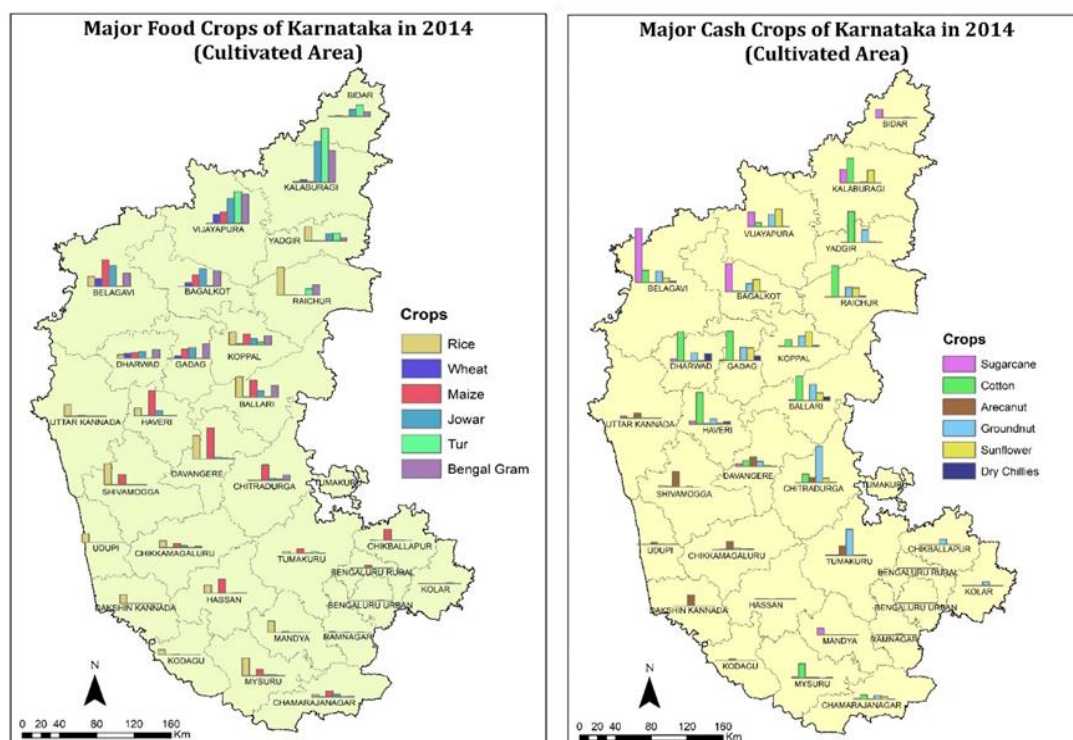 Major Food Crops of Karnataka in 2014
(Cultivated Area)
BIDAR
KALABURAGI
VIJAYAPURA
YADGIR
BELAGAVI
BAGALKOT
RAICHUR
DHARWAD
GADAG
KOPPAL
BALLARI
UTTAR KANNADA
HAVERI
DAVANGERE
SHIVAMOGGA
CHITRADURGA
TUMAKURU
UDUPI
CHIKKAMAGALURU
TUMAKURU
CHIKBALLAPUR
BENGALURU RURAL
KOLAR
DAKSHIN KANNADA
HASSAN
BENGALURU URBAN
MANDYA
RAMNAGAR
KODAGU
MYSURU
CHAMARAJANAGAR
Crops
Rice
Wheat
Maize
Jowar
Tur
Bengal Gram
N
0 20 40 80 120 160
Km
Major Cash Crops of Karnataka in 2014
(Cultivated Area)
BIDAR
KALABURAGI
VIJAYAPURA
YADGIR
BELAGAVI
BAGALKOT
RAICHUR
DHARWAD
GADAG
KOPPAL
BALLARI
UTTAR KANNADA
HAVERI
DAVANGERE
SHIVAMOGGA
CHITRADURGA
TUMAKURU
UDUPI
CHIKKAMAGALURU
TUMAKURU
CHIKBALLAPUR
BENGALURU RURAL
KOLAR
DAKSHIN KANNADA
HASSAN
BENGALURU URBAN
MANDYA
RAMNAGAR
KODAGU
MYSURU
CHAMARAJANAGAR
Crops
Sugarcane
Cotton
Arecanut
Groundnut
Sunflower
Dry Chillies
N
0 20 40 80 120 160
Km